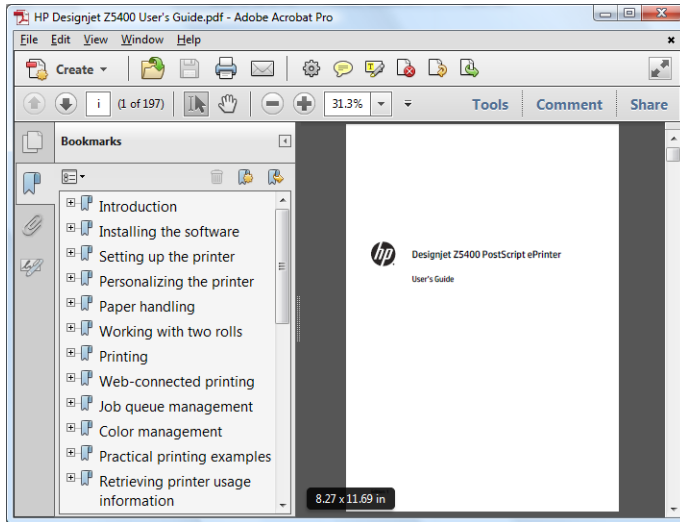 HP Designjet Z5400 User's Guide.pdf - Adobe Acrobat Pro
File Edit View Window Help
Create
i (1 of 197) 31.3% Tools Comment Share
Bookmarks
Introduction
Installing the software
Setting up the printer
Personalizing the printer
Paper handling
Working with two rolls
Printing
Web-connected printing
Job queue management
Color management
Practical printing examples
Retrieving printer usage
information
hp
Designjet Z5400 PostScript ePrinter
User's Guide
8.27 x 11.69 in